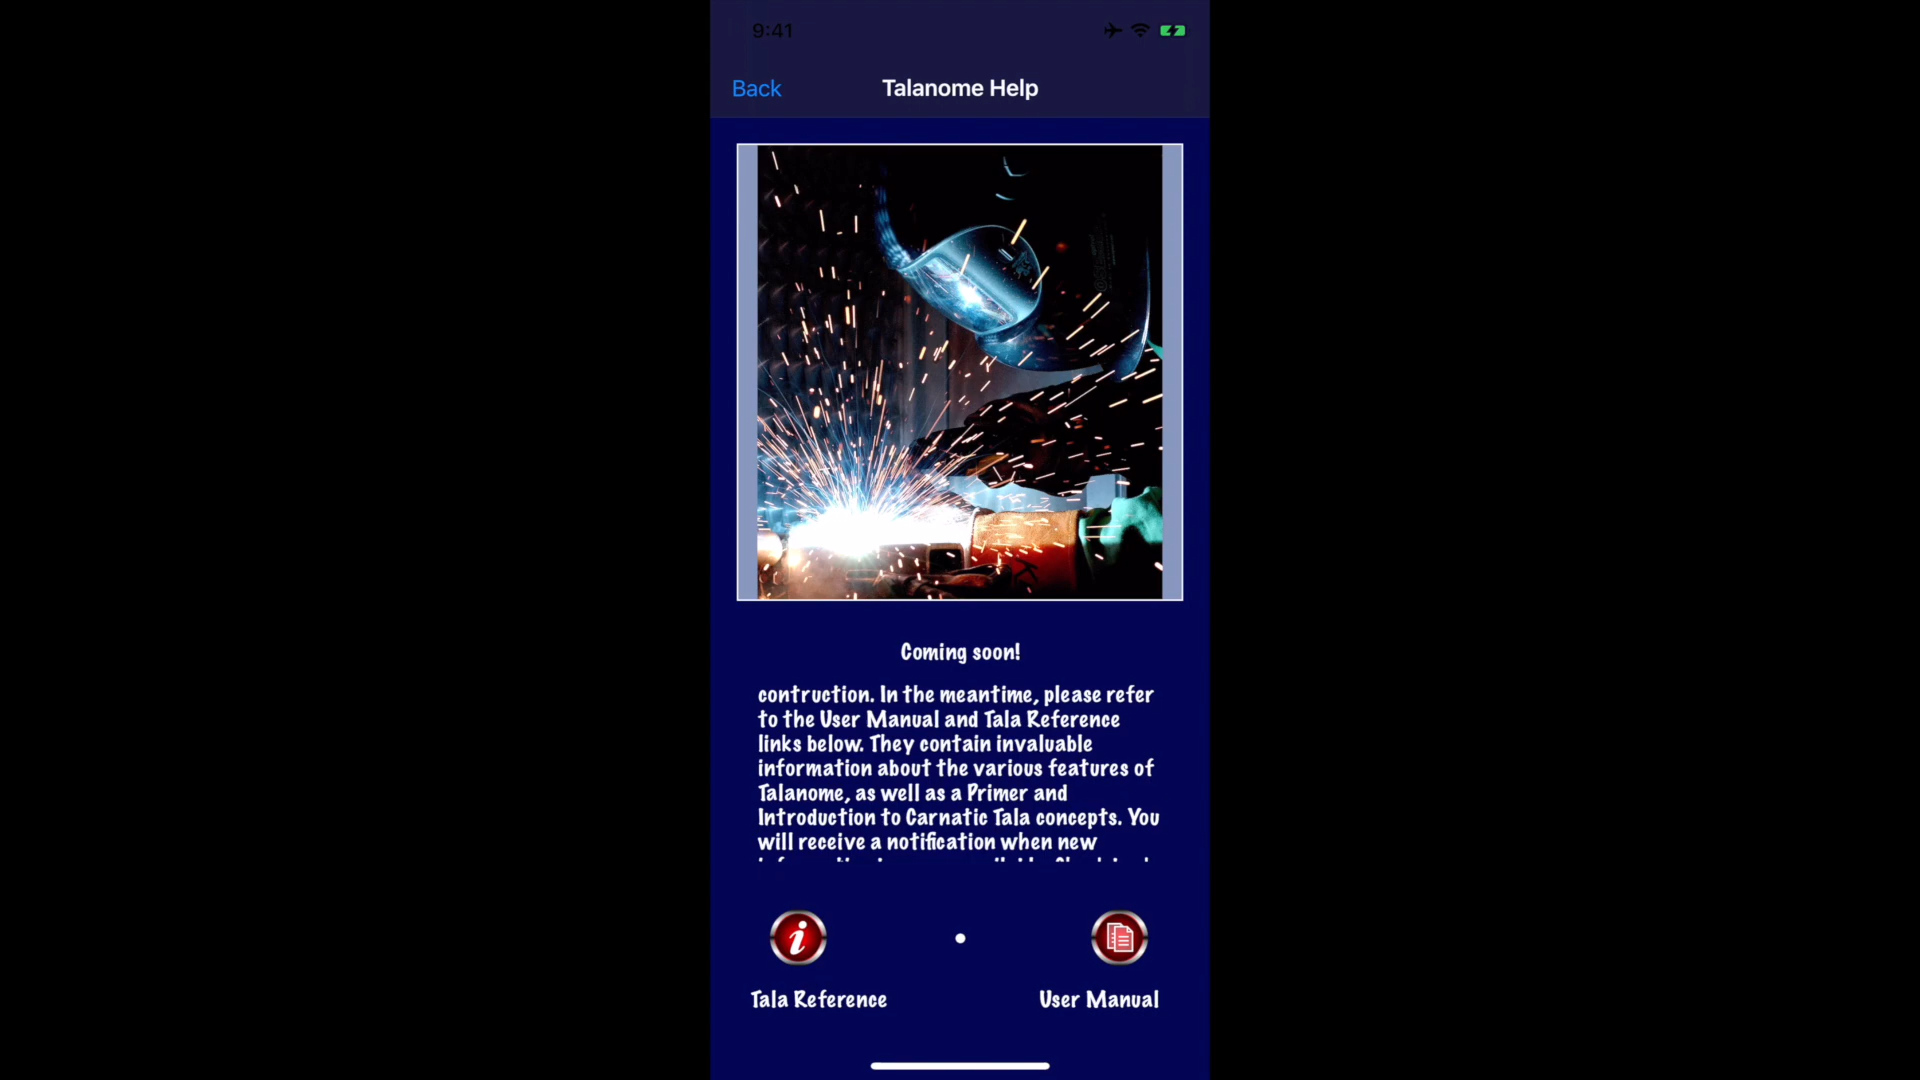 9:41
Back
Talanome Help
Coming soon!
contruction. In the meantime, please refer
to the User Manual and Tala Reference
links below. They contain invaluable
information about the various features of
Talanome, as well as a Primer and
Introduction to Carnatic Tala concepts. You
will receive a notification when new
Tala Reference
User Manual